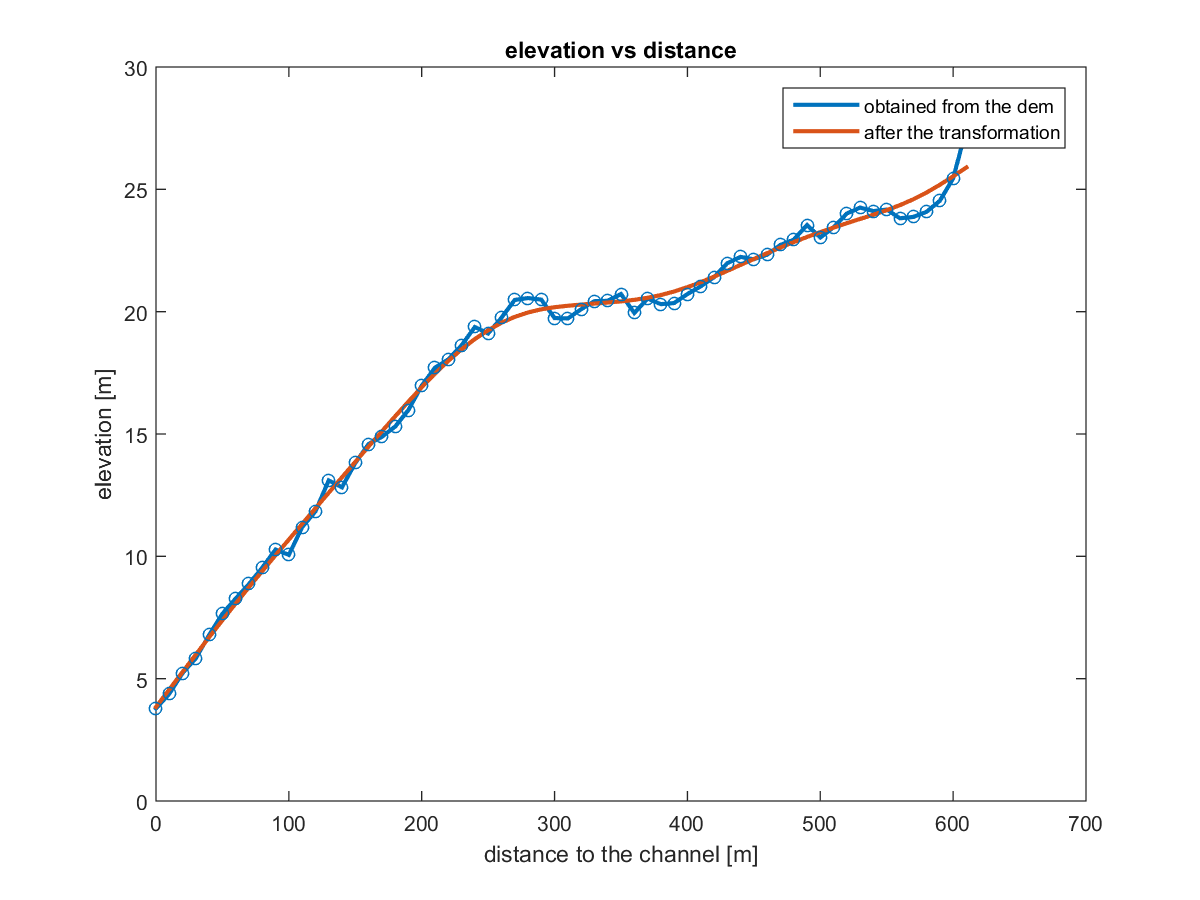 elevation vs distance
30
25
20
15
10
5
0
elevation [m]
obtained from the dem
after the transformation
0 100 200 300 400 500 600 700
distance to the channel [m]